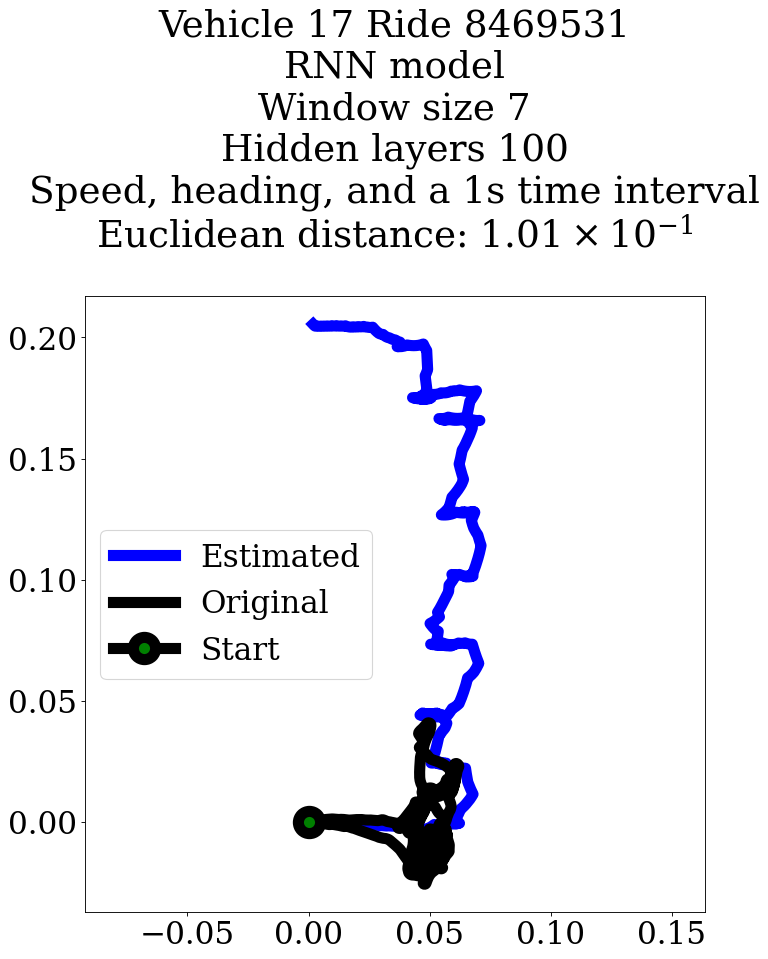 Vehicle 17 Ride 8469531
RNN model
Window size 7
Hidden layers 100
Speed, heading, and a 1s time interval
Euclidean distance: 1.01 × 10⁻¹
0.20
0.15
0.10
0.05
0.00
Estimated
Original
Start
−0.05 0.00 0.05 0.10 0.15